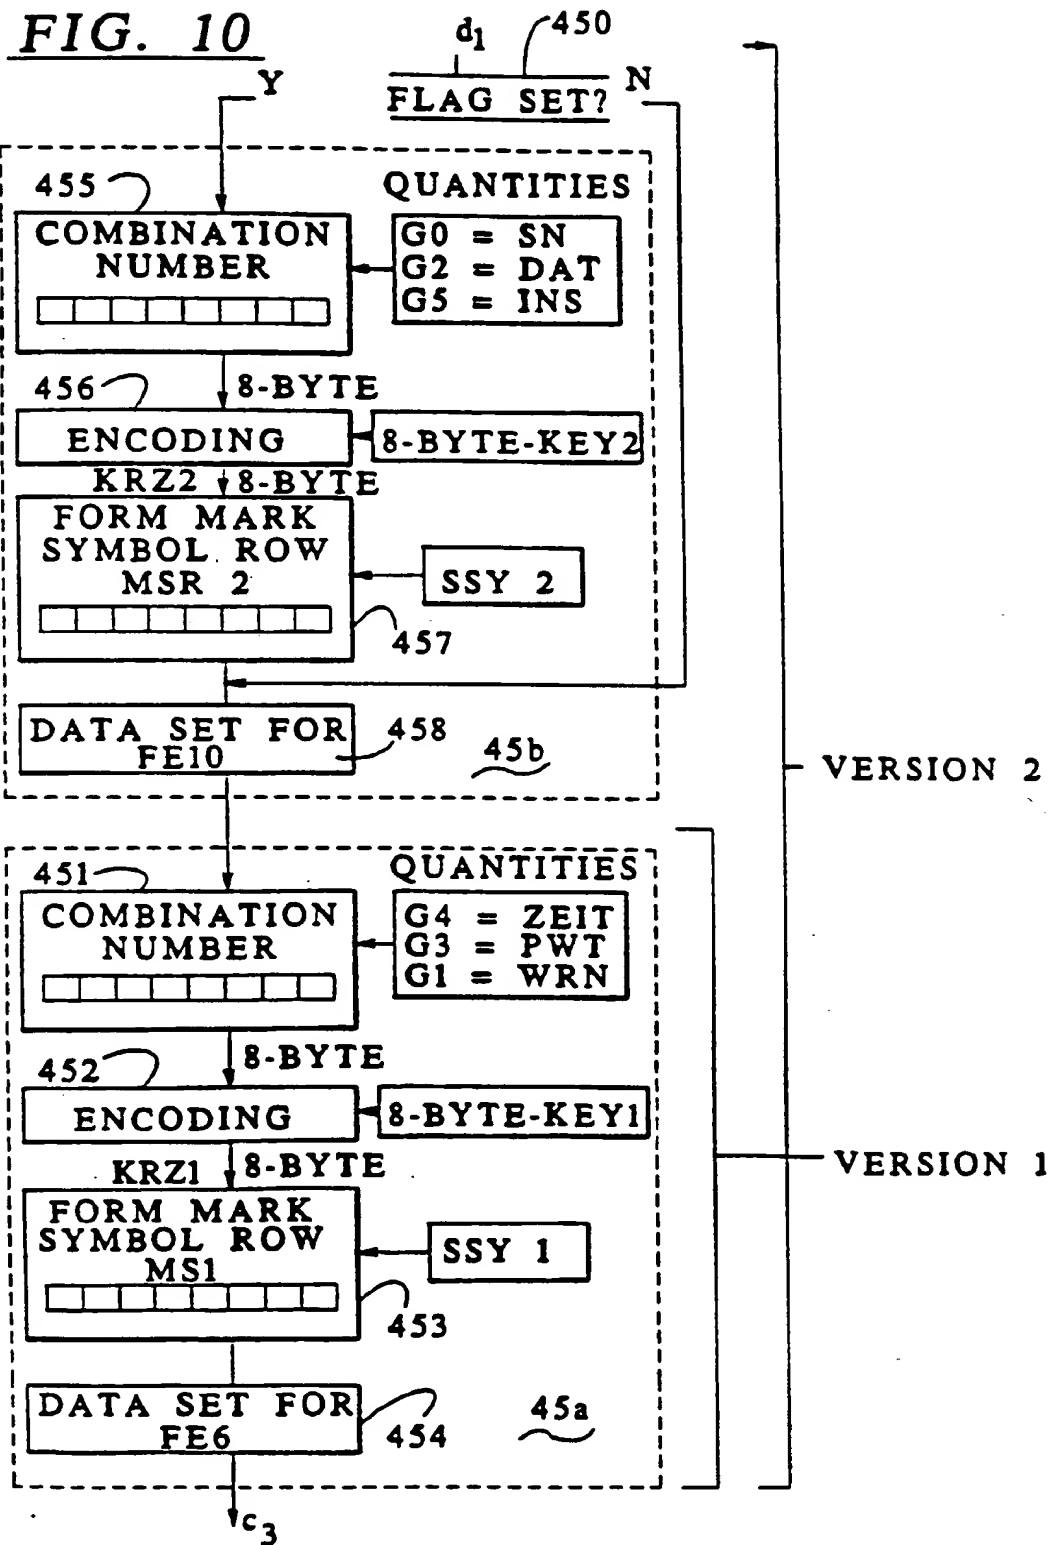 FIG. 10
d1
450
Y
N
FLAG SET?
455
QUANTITIES
COMBINATION
NUMBER
G0 = SN
G2 = DAT
G5 = INS
456
8-BYTE
ENCODING
8-BYTE-KEY2
KRZ2
8-BYTE
FORM MARK
SYMBOL ROW
MSR 2
SSY 2
457
DATA SET FOR
FE10
458
45b
VERSION 2
451
QUANTITIES
COMBINATION
NUMBER
G4 = ZEIT
G3 = PWT
G1 = WRN
452
8-BYTE
ENCODING
8-BYTE-KEY1
KRZ1
8-BYTE
VERSION 1
FORM MARK
SYMBOL ROW
MS1
SSY 1
453
DATA SET FOR
FE6
454
45a
c3